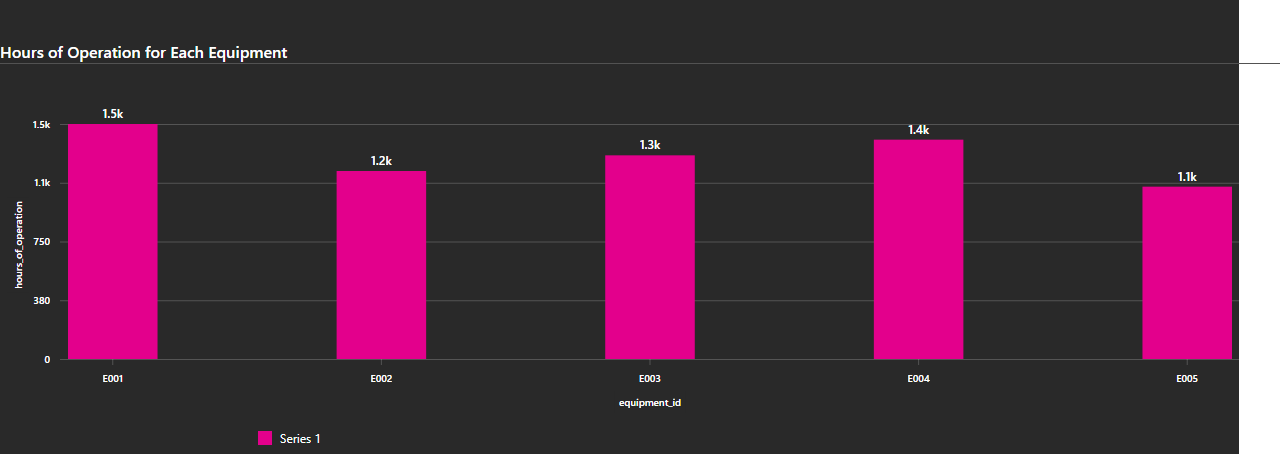 Hours of Operation for Each Equipment
1.5k
1.2k
1.3k
1.4k
1.1k
1.5k
1.1k
750
380
0
hours_of_operation
E001
E002
E003
E004
E005
equipment_id
Series 1